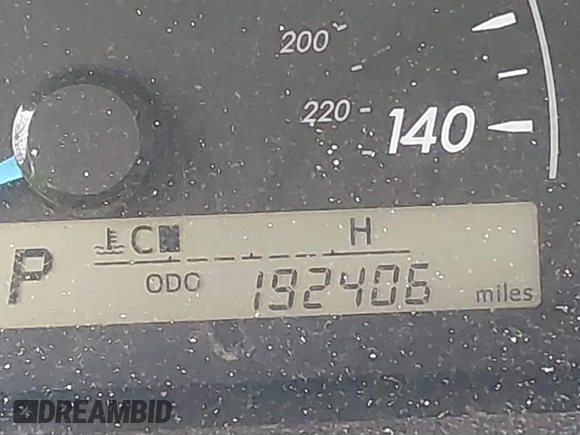 200
220
140
P C H
ODO 192406 miles
DREAMBID